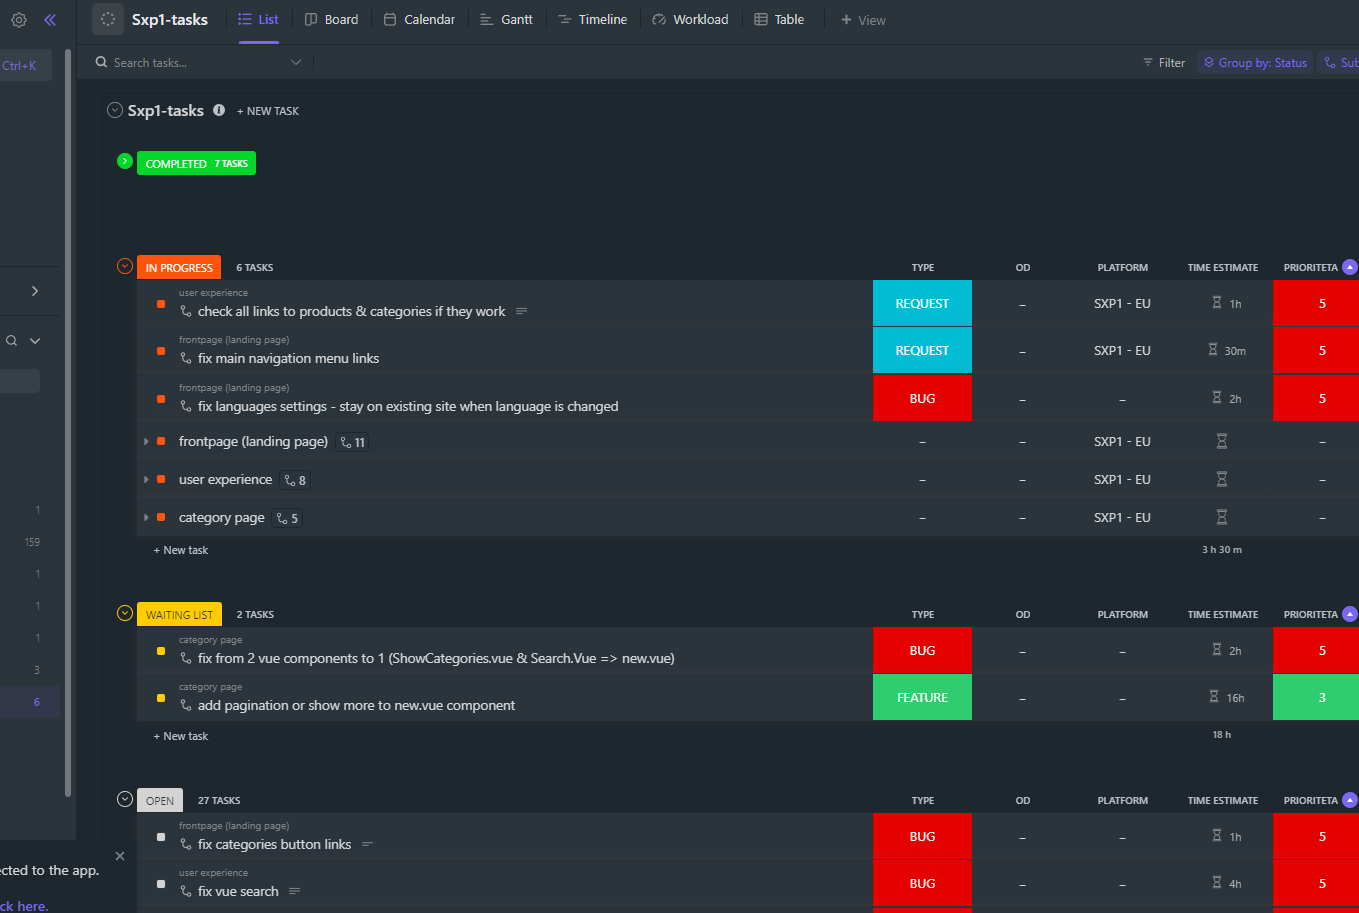 Sxp1-tasks
List
Board
Calendar
Gantt
Timeline
Workload
Table
+ View
Ctrl+K
Search tasks...
Filter
Group by: Status
Sub
Sxp1-tasks
+ NEW TASK
COMPLETED 7 TASKS
IN PROGRESS 6 TASKS TYPE OD PLATFORM TIME ESTIMATE PRIORITETA
user experience
check all links to products & categories if they work REQUEST – SXP1 - EU 1h 5
frontpage (landing page)
fix main navigation menu links REQUEST – SXP1 - EU 30m 5
frontpage (landing page)
fix languages settings - stay on existing site when language is changed BUG – – 2h 5
frontpage (landing page) 11 – – SXP1 - EU –
user experience 8 – – SXP1 - EU –
category page 5 – – SXP1 - EU –
+ New task 3 h 30 m
WAITING LIST 2 TASKS TYPE OD PLATFORM TIME ESTIMATE PRIORITETA
category page
fix from 2 vue components to 1 (ShowCategories.vue & Search.Vue => new.vue) BUG – – 2h 5
category page
add pagination or show more to new.vue component FEATURE – – 16h 3
+ New task 18 h
OPEN 27 TASKS TYPE OD PLATFORM TIME ESTIMATE PRIORITETA
frontpage (landing page)
fix categories button links BUG – – 1h 5
user experience
fix vue search BUG – – 4h 5
1
159
1
1
1
3
6
ected to the app.
ck here.